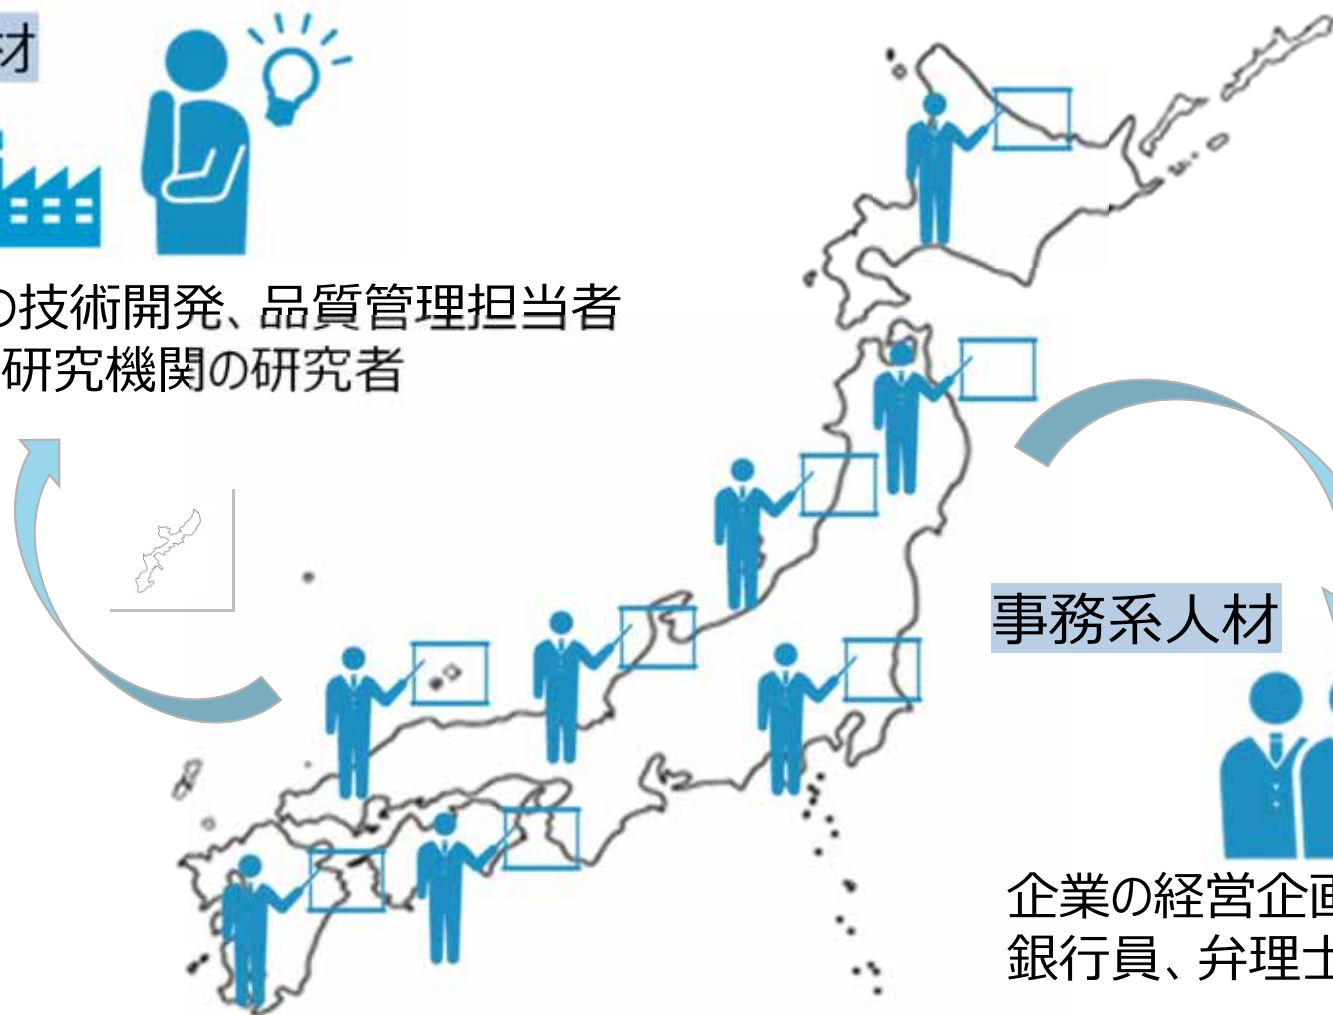 材
の技術開発、品質管理担当者
研究機関の研究者
事務系人材
企業の経営企画
銀行員、弁理士